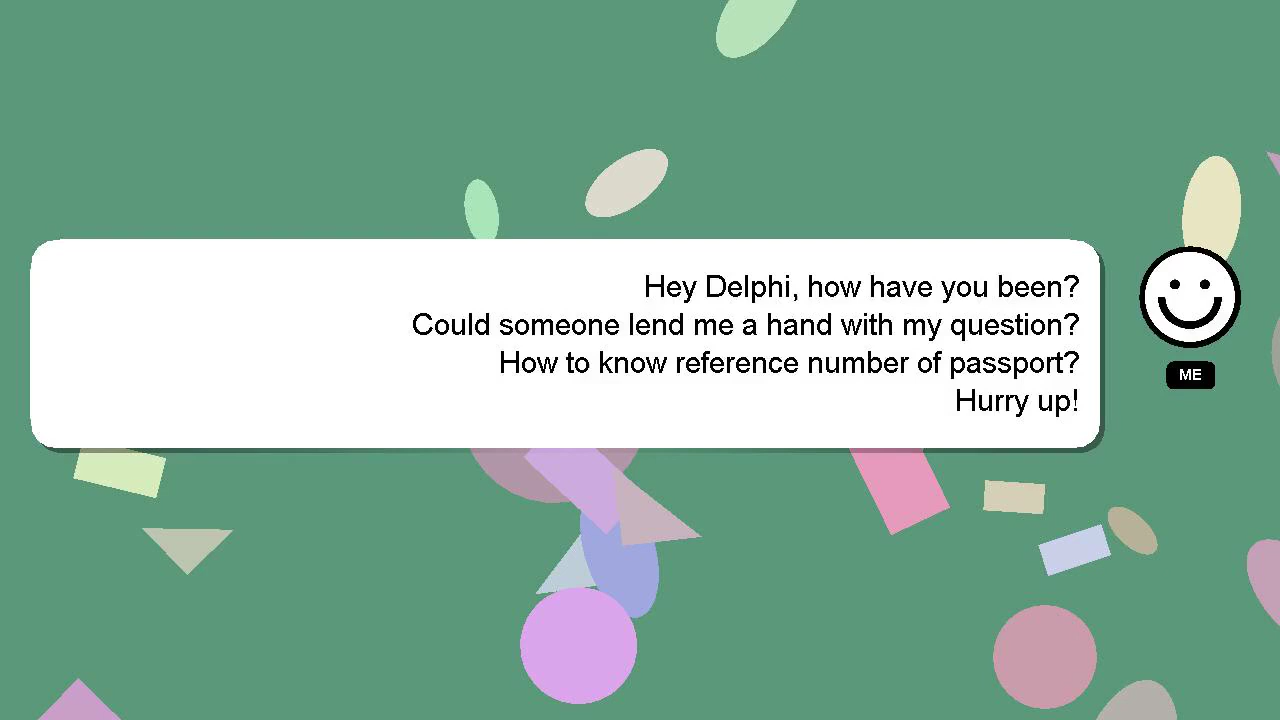 Hey Delphi, how have you been?
Could someone lend me a hand with my question?
How to know reference number of passport?
Hurry up!
ME